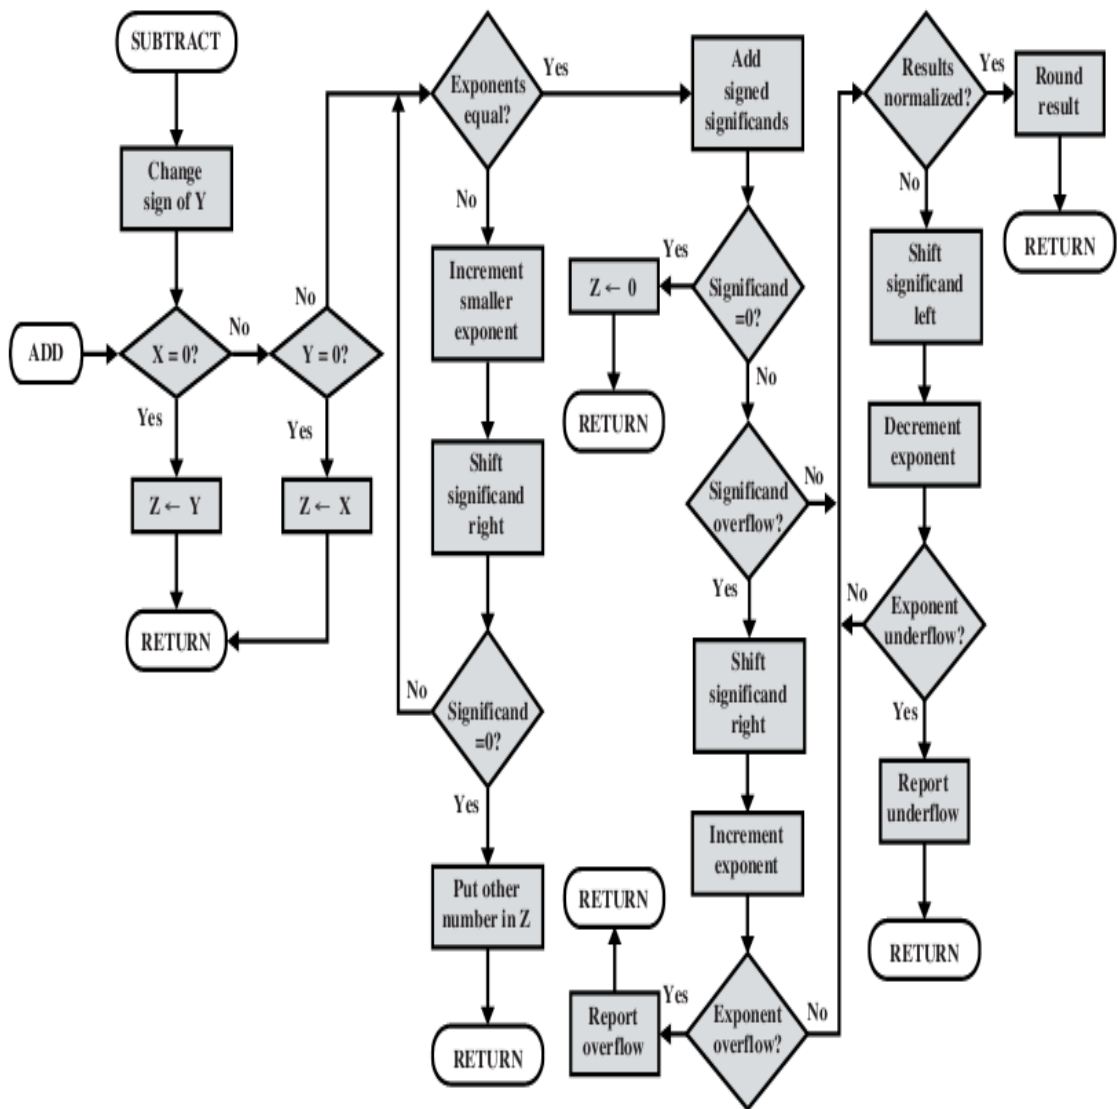 SUBTRACT
Change
sign of Y
ADD
X = 0?
No
Yes
Z ← Y
RETURN
No
Y = 0?
Yes
Z ← X
Exponents
equal?
Yes
No
Increment
smaller
exponent
Shift
significand
right
No
Significand
=0?
Yes
Put other
number in Z
RETURN
Add
signed
significands
Yes
Significand
=0?
Z ← 0
RETURN
No
Significand
overflow?
No
Yes
Shift
significand
right
Increment
exponent
Exponent
overflow?
Yes
Report
overflow
RETURN
No
Results
normalized?
Yes
Round
result
RETURN
No
Shift
significand
left
Decrement
exponent
No
Exponent
underflow?
Yes
Report
underflow
RETURN